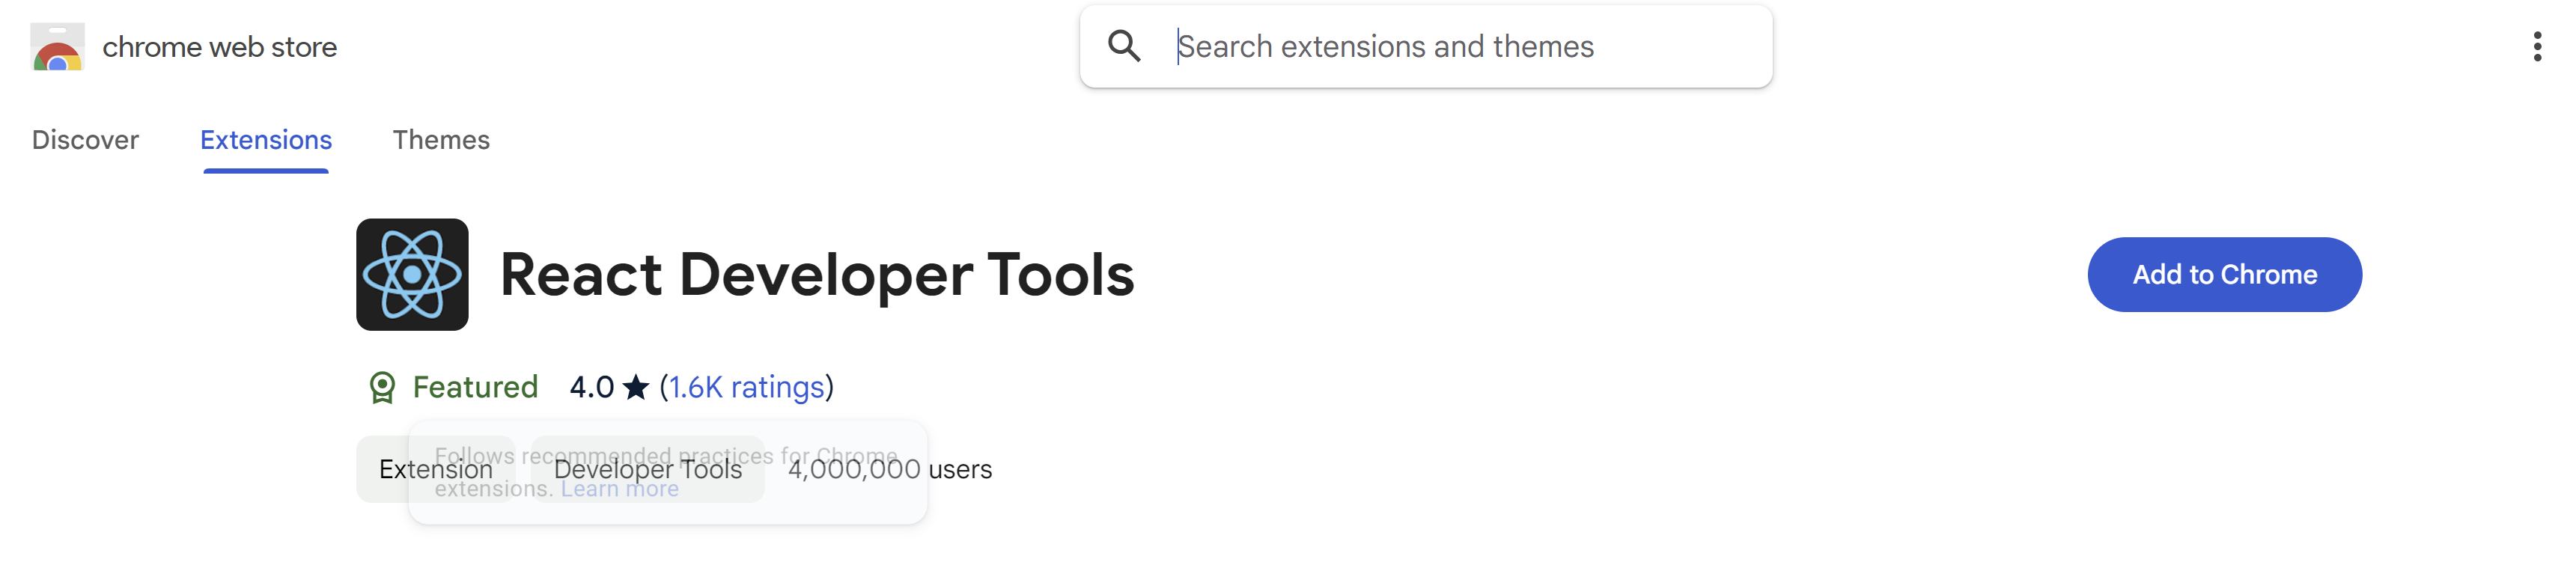 chrome web store
Search extensions and themes
Discover
Extensions
Themes
React Developer Tools
Add to Chrome
Featured
4.0 ★ (1.6K ratings)
Extension
Developer Tools
4,000,000 users
Follows recommended practices for Chrome
extensions. Learn more